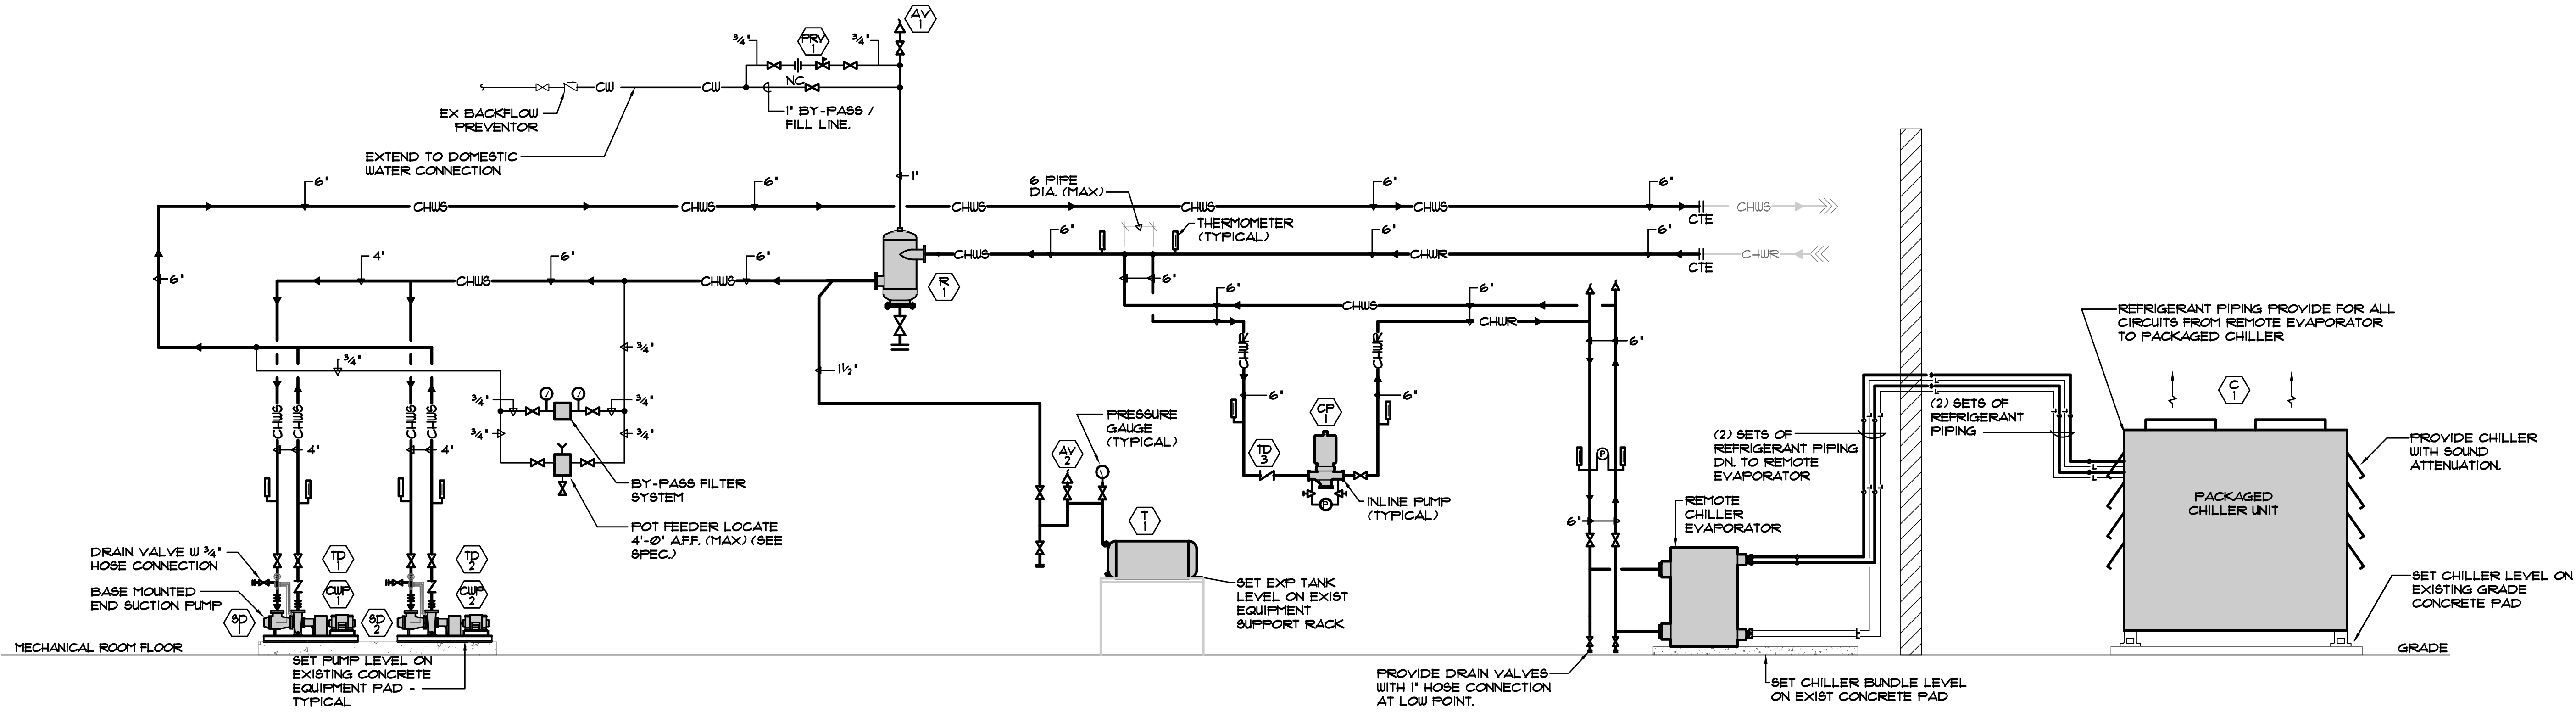 AV
1
3/4"
PRV
1
3/4"
NC
CW
CW
EX BACKFLOW
PREVENTOR
1" BY-PASS /
FILL LINE.
EXTEND TO DOMESTIC
WATER CONNECTION
1"
6"
6"
6 PIPE
DIA. (MAX)
6"
6"
CHWS
CHWS
CHWS
CHWS
CHWS
CTE
CHWS
THERMOMETER
(TYPICAL)
6"
6"
6"
CHWS
CHWR
CTE
CHWR
4"
6"
6"
6"
CHWS
CHWS
R
1
6"
6"
6"
CHWS
CHWR
CHWR
CHWR
6"
3/4"
3/4"
1 1/2"
REFRIGERANT PIPING PROVIDE FOR ALL
CIRCUITS FROM REMOTE EVAPORATOR
TO PACKAGED CHILLER
C
1
L
L
L
L
L
L
L
L
L
3/4"
3/4"
6"
6"
CP
1
(2) SETS OF
REFRIGERANT
PIPING
CHWS
CHWS
CHWS
CHWS
3/4"
3/4"
4"
4"
PRESSURE
GAUGE
(TYPICAL)
(2) SETS OF
REFRIGERANT PIPING
DN. TO REMOTE
EVAPORATOR
PROVIDE CHILLER
WITH SOUND
ATTENUATION.
AV
2
TD
3
P
P
BY-PASS FILTER
SYSTEM
INLINE PUMP
(TYPICAL)
REMOTE
CHILLER
EVAPORATOR
PACKAGED
CHILLER UNIT
POT FEEDER LOCATE
4'-0" A.F.F. (MAX) (SEE
SPEC.)
T
1
6"
DRAIN VALVE W 3/4"
HOSE CONNECTION
TD
1
TD
2
BASE MOUNTED
END SUCTION PUMP
CWP
1
CWP
2
SD
1
SD
2
SET EXP TANK
LEVEL ON EXIST
EQUIPMENT
SUPPORT RACK
SET CHILLER LEVEL ON
EXISTING GRADE
CONCRETE PAD
MECHANICAL ROOM FLOOR
GRADE
SET PUMP LEVEL ON
EXISTING CONCRETE
EQUIPMENT PAD -
TYPICAL
PROVIDE DRAIN VALVES
WITH 1" HOSE CONNECTION
AT LOW POINT.
SET CHILLER BUNDLE LEVEL
ON EXIST CONCRETE PAD